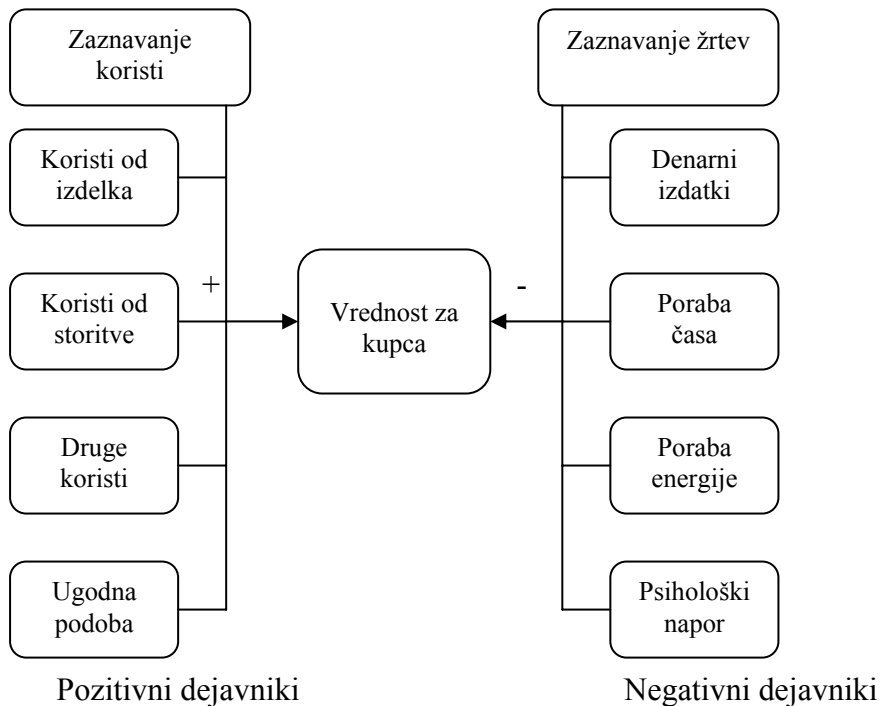 Zaznavanje
koristi
Zaznavanje žrtev
Koristi od
izdelka
Denarni
izdatki
+
-
Koristi od
storitve
Vrednost za
kupca
Poraba
časa
Druge
koristi
Poraba
energije
Ugodna
podoba
Psihološki
napor
Pozitivni dejavniki
Negativni dejavniki